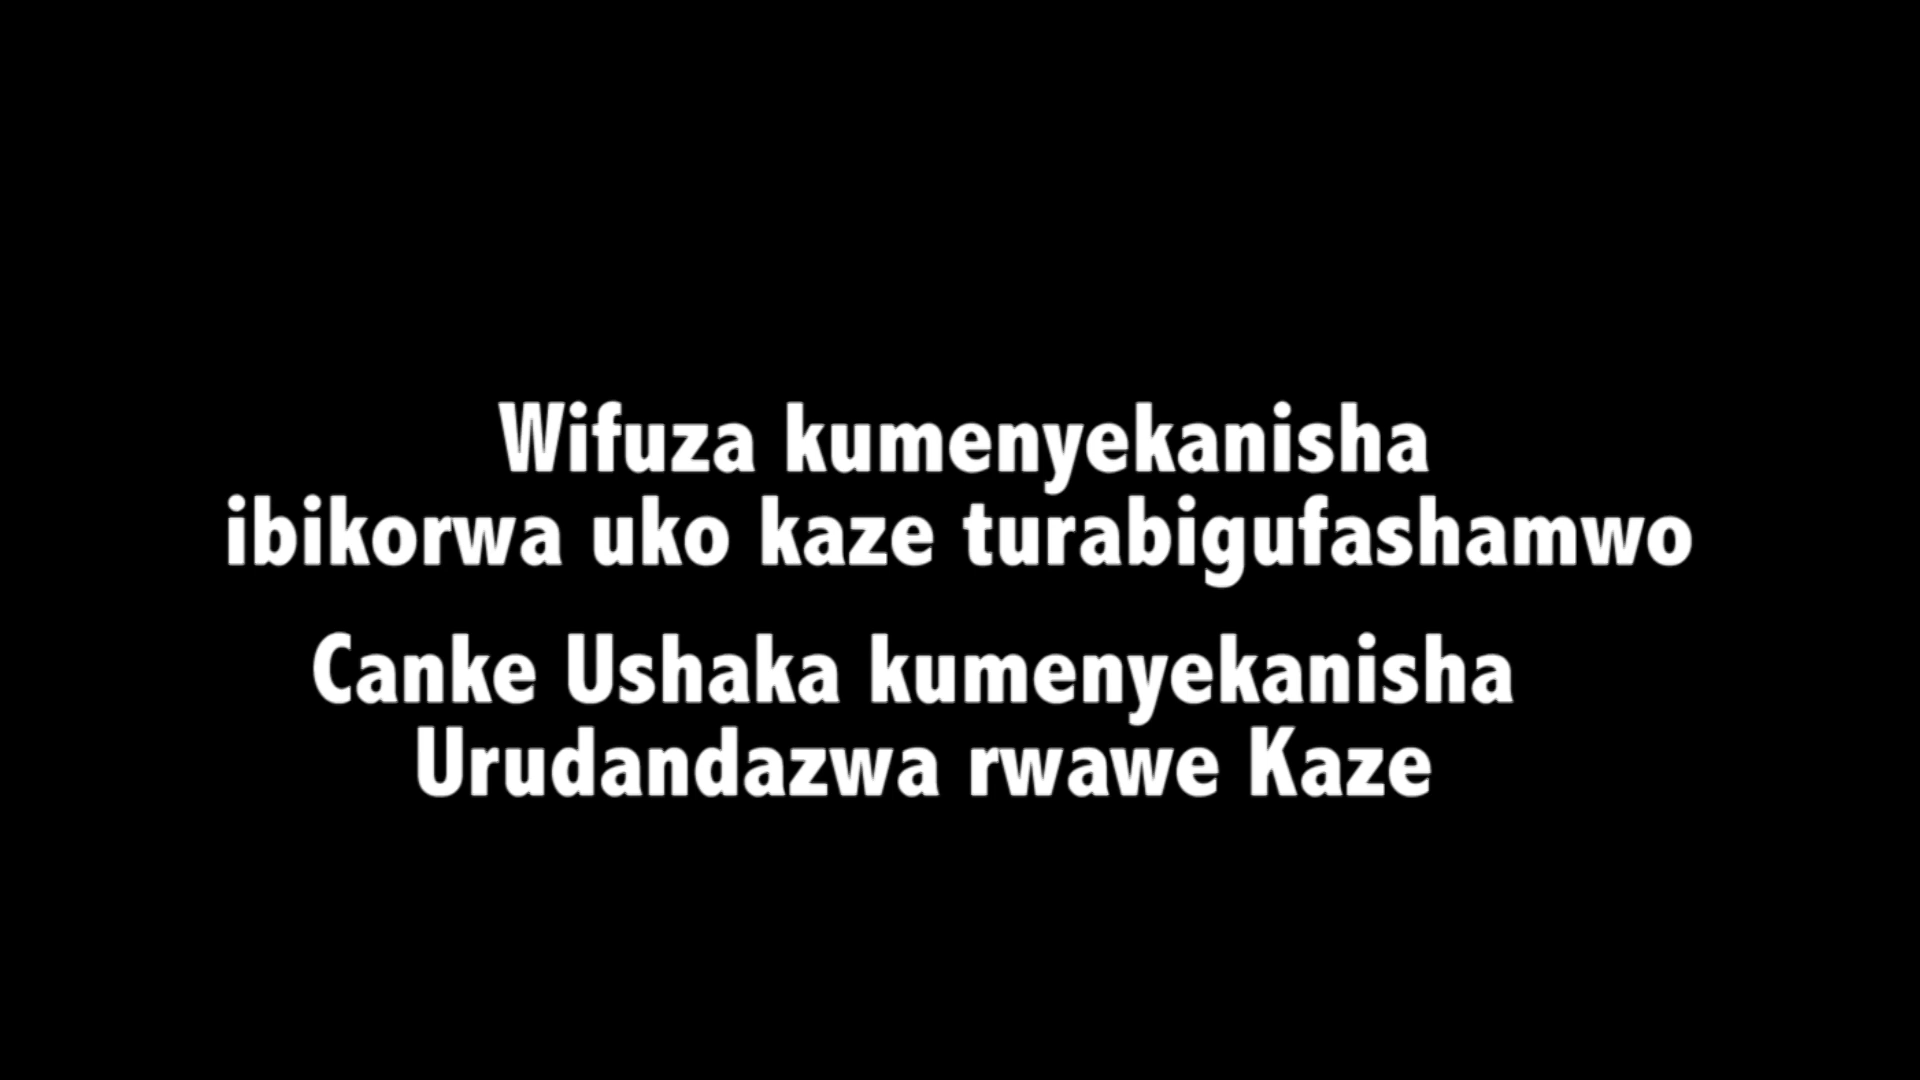 Wifuza kumenyekanisha
ibikorwa uko kaze turabigufashamwo
Canke Ushaka kumenyekanisha
Urudandazwa rwawe Kaze